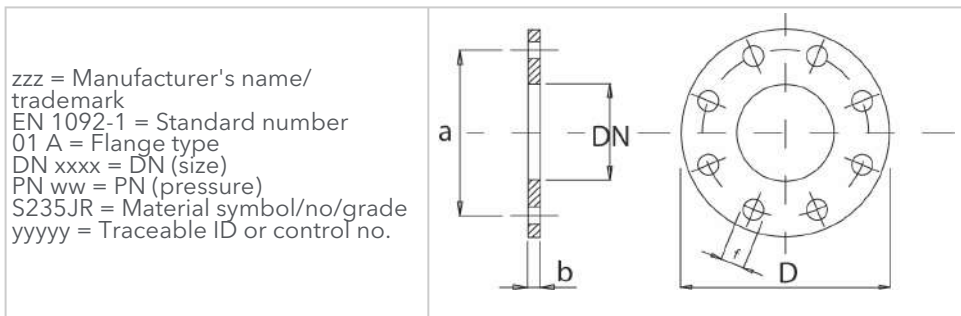 zzz = Manufacturer's name/
trademark
EN 1092-1 = Standard number
01 A = Flange type
DN xxxx = DN (size)
PN ww = PN (pressure)
S235JR = Material symbol/no/grade
yyyyy = Traceable ID or control no.
a
DN
b
f
D